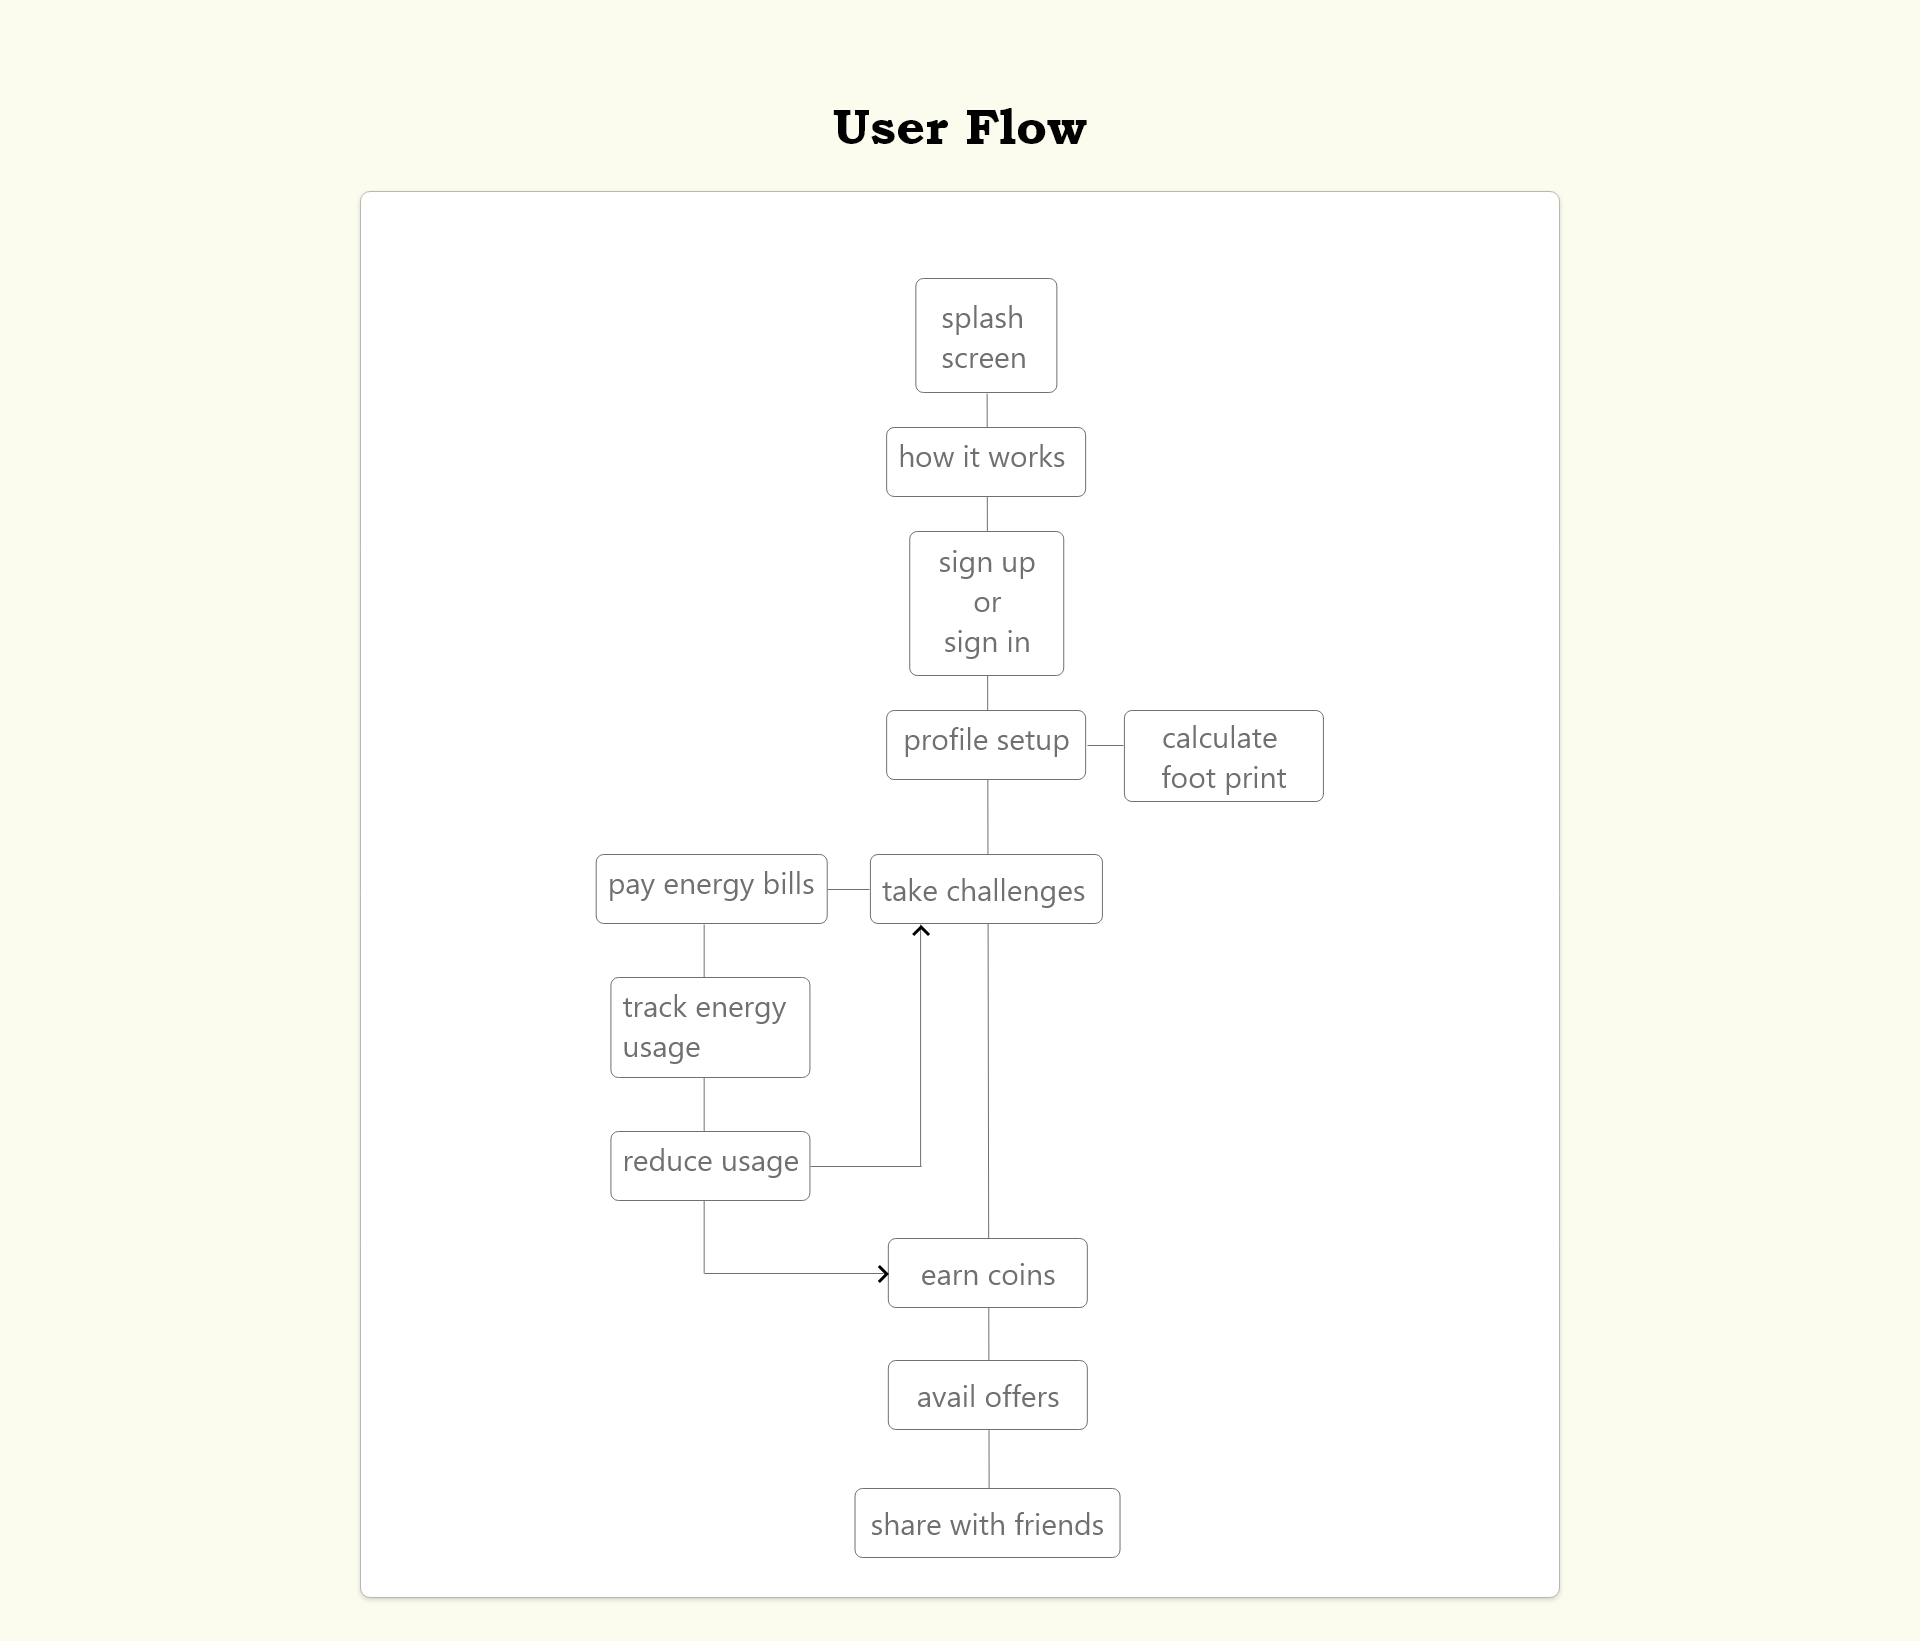 User Flow
splash
screen
how it works
sign up
or
sign in
profile setup
calculate
foot print
pay energy bills
take challenges
track energy
usage
reduce usage
earn coins
avail offers
share with friends